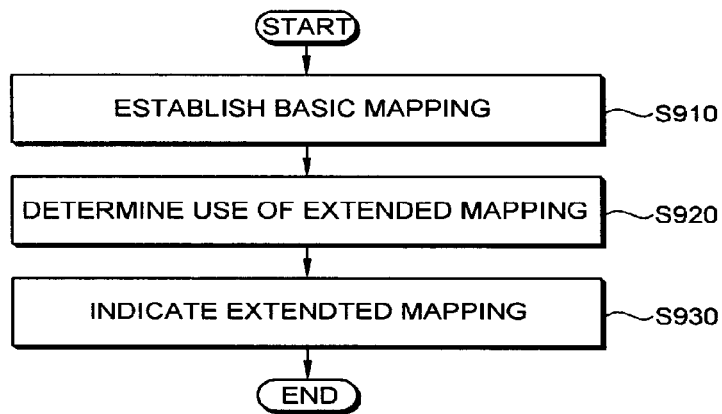 START
ESTABLISH BASIC MAPPING
S910
DETERMINE USE OF EXTENDED MAPPING
S920
INDICATE EXTENDTED MAPPING
S930
END